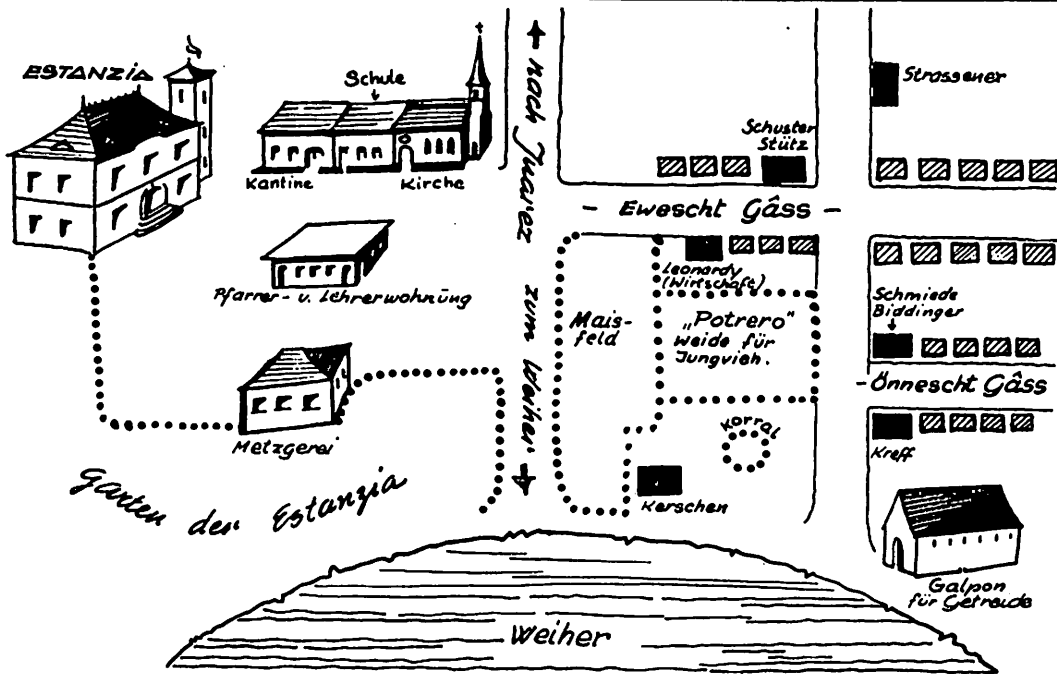 ESTANZIA
Schule
Kantine
Kirche
Pfarrer- u. Lehrerwohnüng
Metzgerei
Garten der Estanzia
← nach Juarez zum Weiher →
Strassener
Schuster
Stütz
- Ewescht Gâss -
Leonardy
(Wirtschaft)
Mais-
feld
„Potrero"
Weide für
Jungvieh.
Schmiede
Biddinger
- Önnescht Gâss
Korral
Kerschen
Kreff
Galpon
für Getreide
Weiher